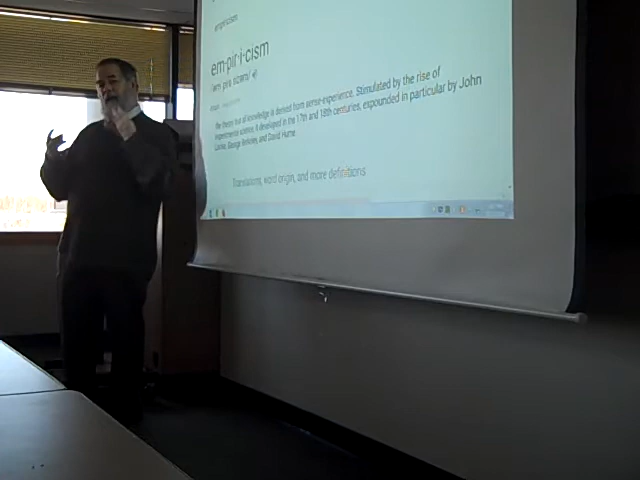 empiricism
em·pir·i·cism
noun
the theory that all knowledge is derived from sense-experience. Stimulated by the rise of
experimental science, it developed in the 17th and 18th centuries, expounded in particular by John
Locke, George Berkeley, and David Hume.
Translations, word origin, and more definitions